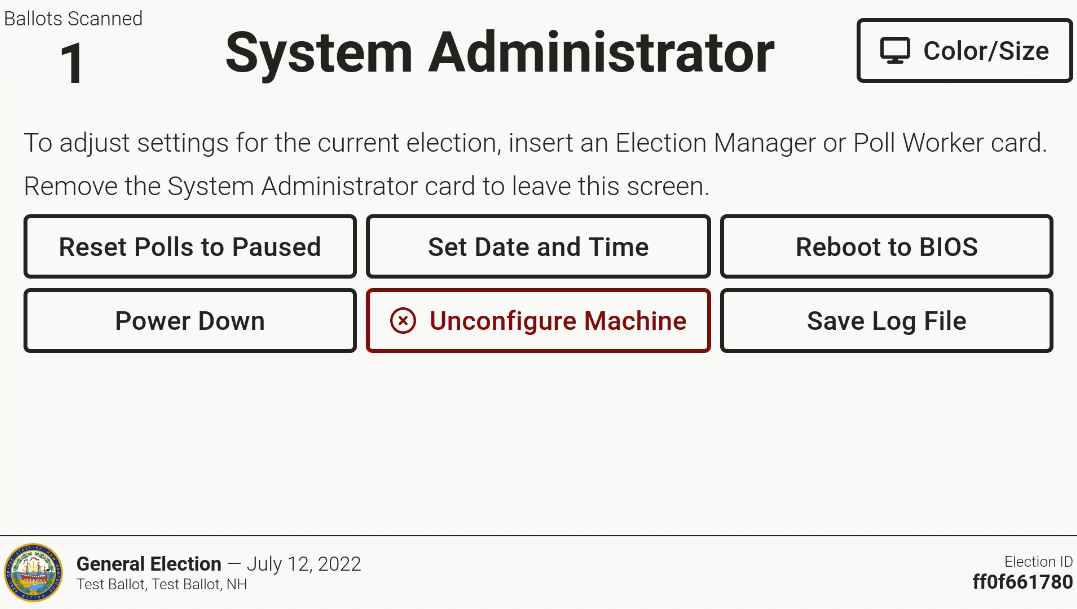 Ballots Scanned
1
System Administrator
Color/Size
To adjust settings for the current election, insert an Election Manager or Poll Worker card.
Remove the System Administrator card to leave this screen.
Reset Polls to Paused
Set Date and Time
Reboot to BIOS
Power Down
Unconfigure Machine
Save Log File
General Election — July 12, 2022
Test Ballot, Test Ballot, NH
Election ID
ff0f661780